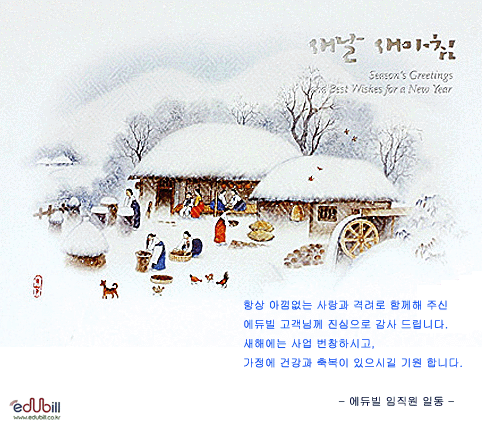 새날 새아침
Season's Greetings
and Best Wishes for a New Year
항상 아낌없는 사랑과 격려로 함께해 주신
에듀빌 고객님께 진심으로 감사 드립니다.
새해에는 사업 번창하시고,
가정에 건강과 축복이 있으시길 기원 합니다.
- 에듀빌 임직원 일동 -
edUbill
www.edubill.co.kr